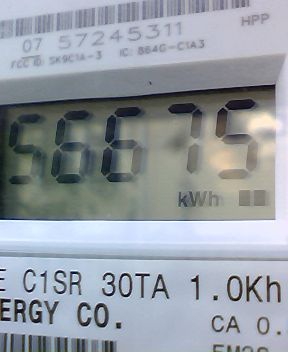 HPP
07 57245311
FCC ID: SK9C1A-3 IC: 864G-C1A3
56675
kWh
E C1SR 30TA 1.0Kh
ERGY CO.
CA 0.